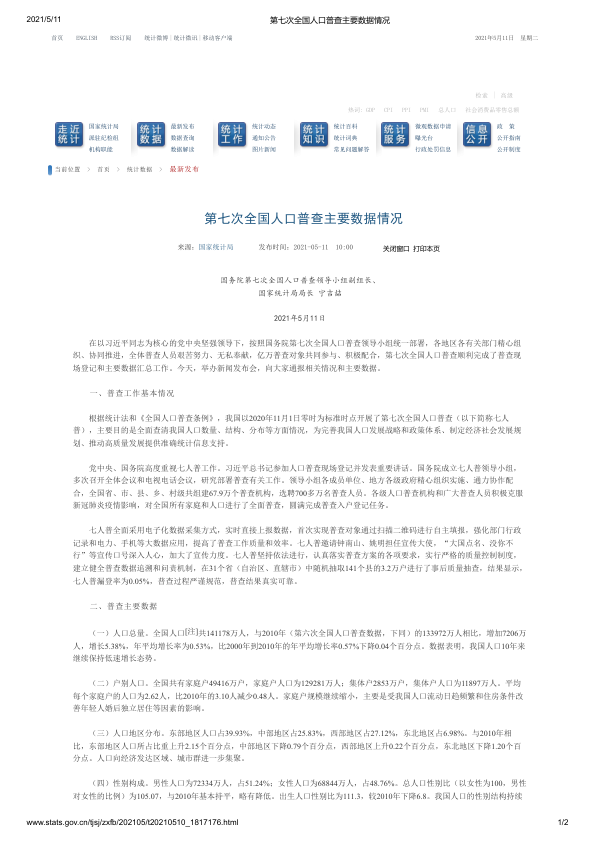 2021/5/11 第七次全国人口普查主要数据情况
首页 ENGLISH RSS订阅 统计微博 | 统计微讯 | 移动客户端 2021年5月11日 星期二
检索 | 高级
热词: GDP CPI PPI PMI 总人口 社会消费品零售总额
走近统计 国家统计局 派驻纪检组 机构职能
统计数据 最新发布 数据查询 数据解读
统计工作 统计动态 通知公告 图片新闻
统计知识 统计百科 统计词典 常见问题解答
统计服务 微观数据申请 曝光台 行政处罚信息
信息公开 政 策 公开指南 公开制度
当前位置 > 首页 > 统计数据 > 最新发布
第七次全国人口普查主要数据情况
来源：国家统计局 发布时间：2021-05-11 10:00 关闭窗口 打印本页
国务院第七次全国人口普查领导小组副组长、
国家统计局局长 宁吉喆
2021年5月11日
在以习近平同志为核心的党中央坚强领导下，按照国务院第七次全国人口普查领导小组统一部署，各地区各有关部门精心组
织、协同推进，全体普查人员艰苦努力、无私奉献，亿万普查对象共同参与、积极配合，第七次全国人口普查顺利完成了普查现
场登记和主要数据汇总工作。今天，举办新闻发布会，向大家通报相关情况和主要数据。
一、普查工作基本情况
根据统计法和《全国人口普查条例》，我国以2020年11月1日零时为标准时点开展了第七次全国人口普查（以下简称七人
普），主要目的是全面查清我国人口数量、结构、分布等方面情况，为完善我国人口发展战略和政策体系、制定经济社会发展规
划、推动高质量发展提供准确统计信息支持。
党中央、国务院高度重视七人普工作。习近平总书记参加人口普查现场登记并发表重要讲话。国务院成立七人普领导小组，
多次召开全体会议和电视电话会议，研究部署普查有关工作。领导小组各成员单位、地方各级政府精心组织实施、通力协作配
合，全国省、市、县、乡、村级共组建67.9万个普查机构，选聘700多万名普查人员。各级人口普查机构和广大普查人员积极克服
新冠肺炎疫情影响，对全国所有家庭和人口进行了全面普查，圆满完成普查入户登记任务。
七人普全面采用电子化数据采集方式，实时直接上报数据，首次实现普查对象通过扫描二维码进行自主填报，强化部门行政
记录和电力、手机等大数据应用，提高了普查工作质量和效率。七人普邀请钟南山、姚明担任宣传大使，“大国点名、没你不
行”等宣传口号深入人心，加大了宣传力度。七人普坚持依法进行，认真落实普查方案的各项要求，实行严格的质量控制制度，
建立健全普查数据追溯和问责机制，在31个省（自治区、直辖市）中随机抽取141个县的3.2万户进行了事后质量抽查，结果显示，
七人普漏登率为0.05%，普查过程严谨规范，普查结果真实可靠。
二、普查主要数据
（一）人口总量。全国人口[注]共141178万人，与2010年（第六次全国人口普查数据，下同）的133972万人相比，增加7206万
人，增长5.38%，年平均增长率为0.53%，比2000年到2010年的年平均增长率0.57%下降0.04个百分点。数据表明，我国人口10年来
继续保持低速增长态势。
（二）户别人口。全国共有家庭户49416万户，家庭户人口为129281万人；集体户2853万户，集体户人口为11897万人。平均
每个家庭户的人口为2.62人，比2010年的3.10人减少0.48人。家庭户规模继续缩小，主要是受我国人口流动日趋频繁和住房条件改
善年轻人婚后独立居住等因素的影响。
（三）人口地区分布。东部地区人口占39.93%，中部地区占25.83%，西部地区占27.12%，东北地区占6.98%。与2010年相
比，东部地区人口所占比重上升2.15个百分点，中部地区下降0.79个百分点，西部地区上升0.22个百分点，东北地区下降1.20个百
分点。人口向经济发达区域、城市群进一步集聚。
（四）性别构成。男性人口为72334万人，占51.24%；女性人口为68844万人，占48.76%。总人口性别比（以女性为100，男性
对女性的比例）为105.07，与2010年基本持平，略有降低。出生人口性别比为111.3，较2010年下降6.8。我国人口的性别结构持续
www.stats.gov.cn/tjsj/zxfb/202105/t20210510_1817176.html 1/2